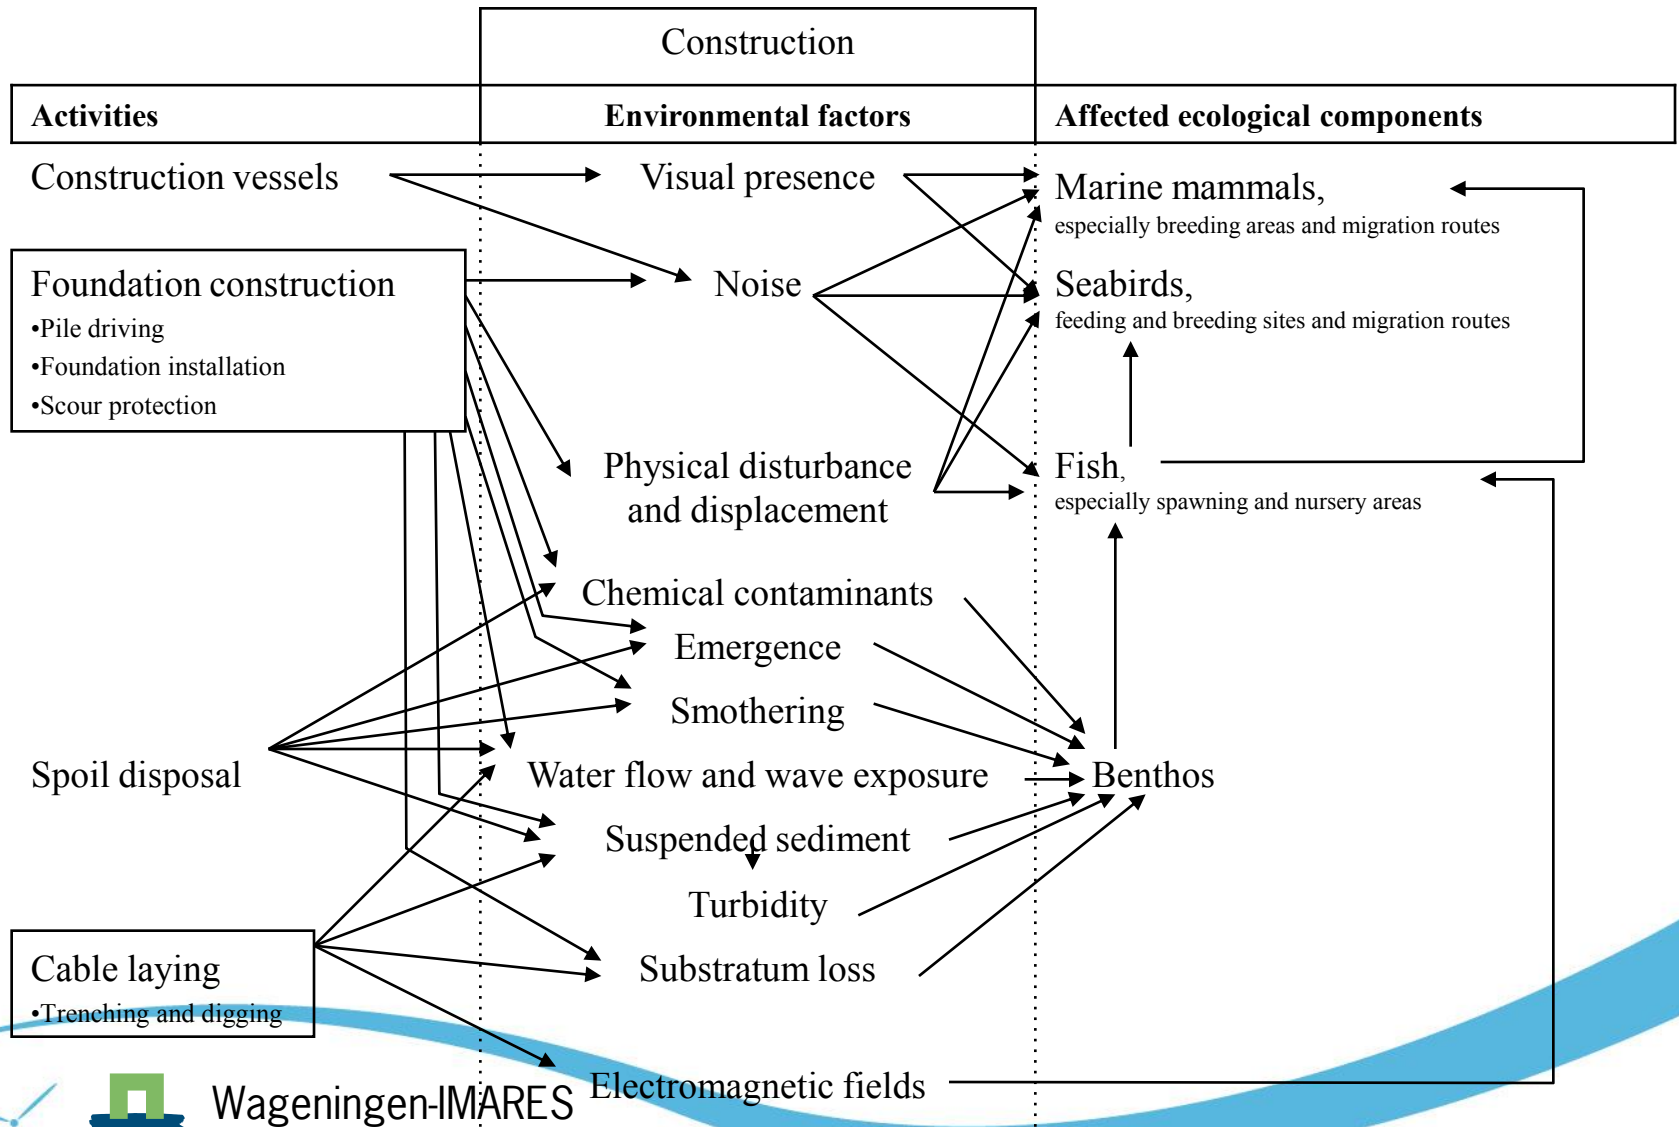 Construction
Activities
Environmental factors
Affected ecological components
Construction vessels
Visual presence
Marine mammals,
especially breeding areas and migration routes
Foundation construction
•Pile driving
•Foundation installation
•Scour protection
Noise
Seabirds,
feeding and breeding sites and migration routes
Physical disturbance
and displacement
Fish,
especially spawning and nursery areas
Chemical contaminants
Emergence
Smothering
Spoil disposal
Water flow and wave exposure
Benthos
Suspended sediment
Turbidity
Cable laying
•Trenching and digging
Substratum loss
Electromagnetic fields
Wageningen-IMARES